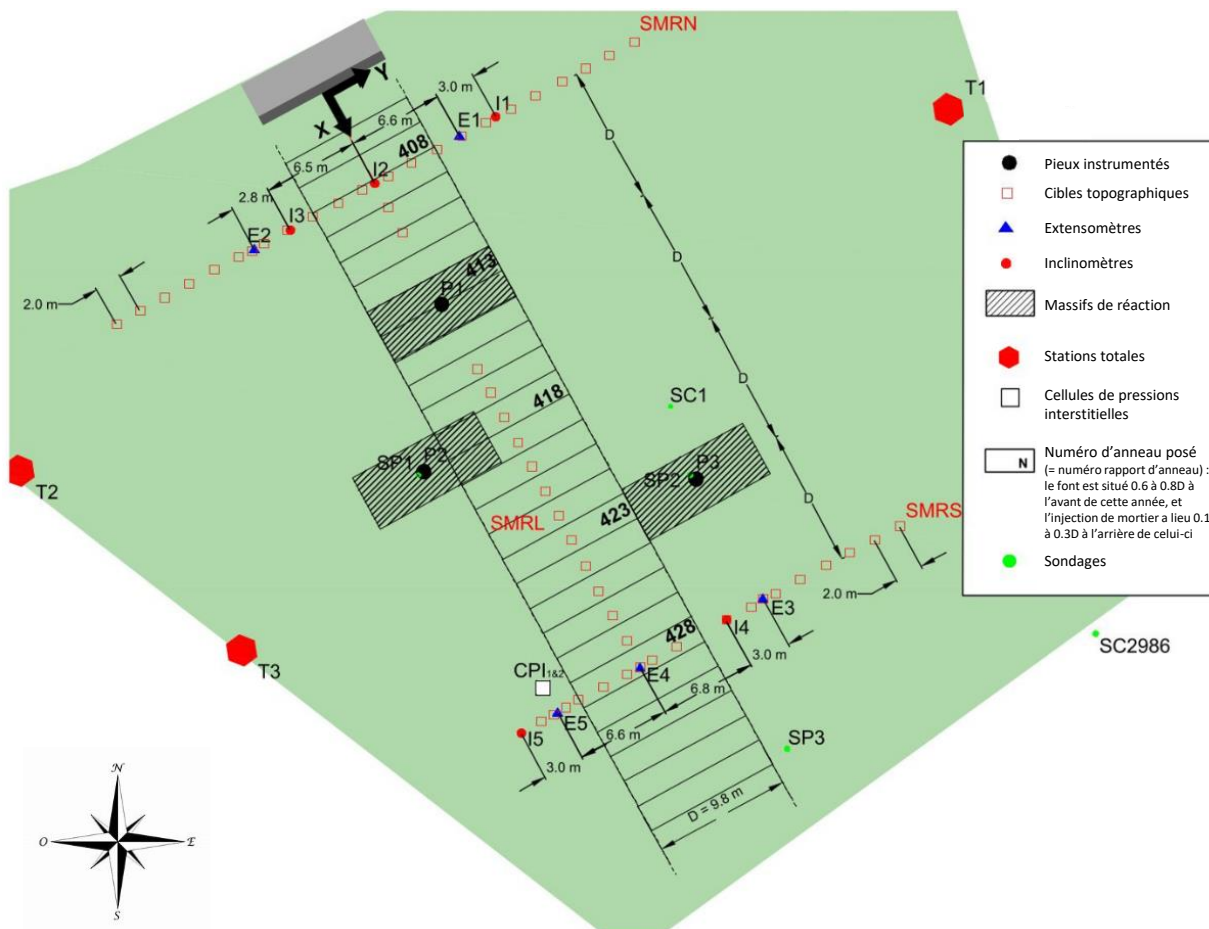 SMRN
T1
Y
X
3.0 m
I1
E1
6.6 m
408
6.5 m
I2
2.8 m
I3
E2
2.0 m
D
413
P1
D
D
418
SC1
SP1
P2
SP2
P3
T2
SMRL
423
D
SMRS
2.0 m
E3
I4
3.0 m
428
T3
CPI1&2
E4
6.8 m
SC2986
E5
I5
6.6 m
3.0 m
SP3
D = 9.8 m
N
O
E
S
Pieux instrumentés
Cibles topographiques
Extensomètres
Inclinomètres
Massifs de réaction
Stations totales
Cellules de pressions
interstitielles
N
Numéro d'anneau posé
(= numéro rapport d'anneau) :
le font est situé 0.6 à 0.8D à
l'avant de cette année, et
l'injection de mortier a lieu 0.1
à 0.3D à l'arrière de celui-ci
Sondages